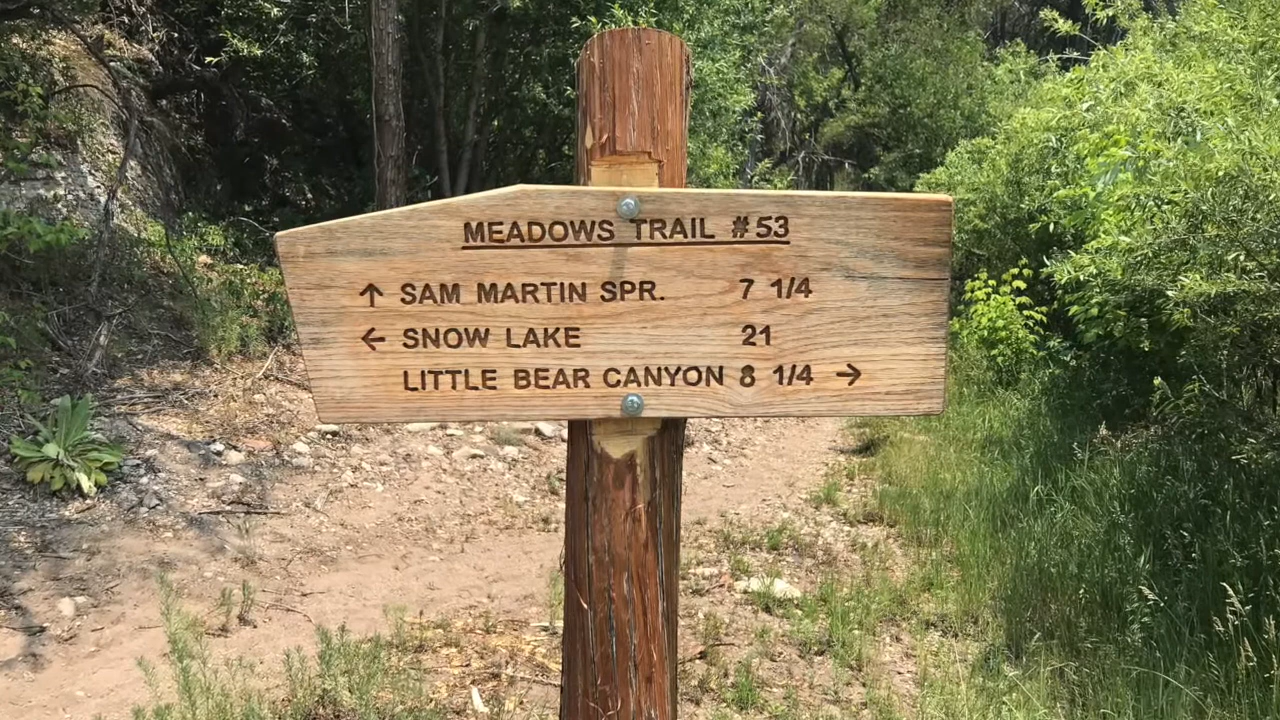 MEADOWS TRAIL #53
↑ SAM MARTIN SPR. 7 1/4
← SNOW LAKE 21
LITTLE BEAR CANYON 8 1/4 →